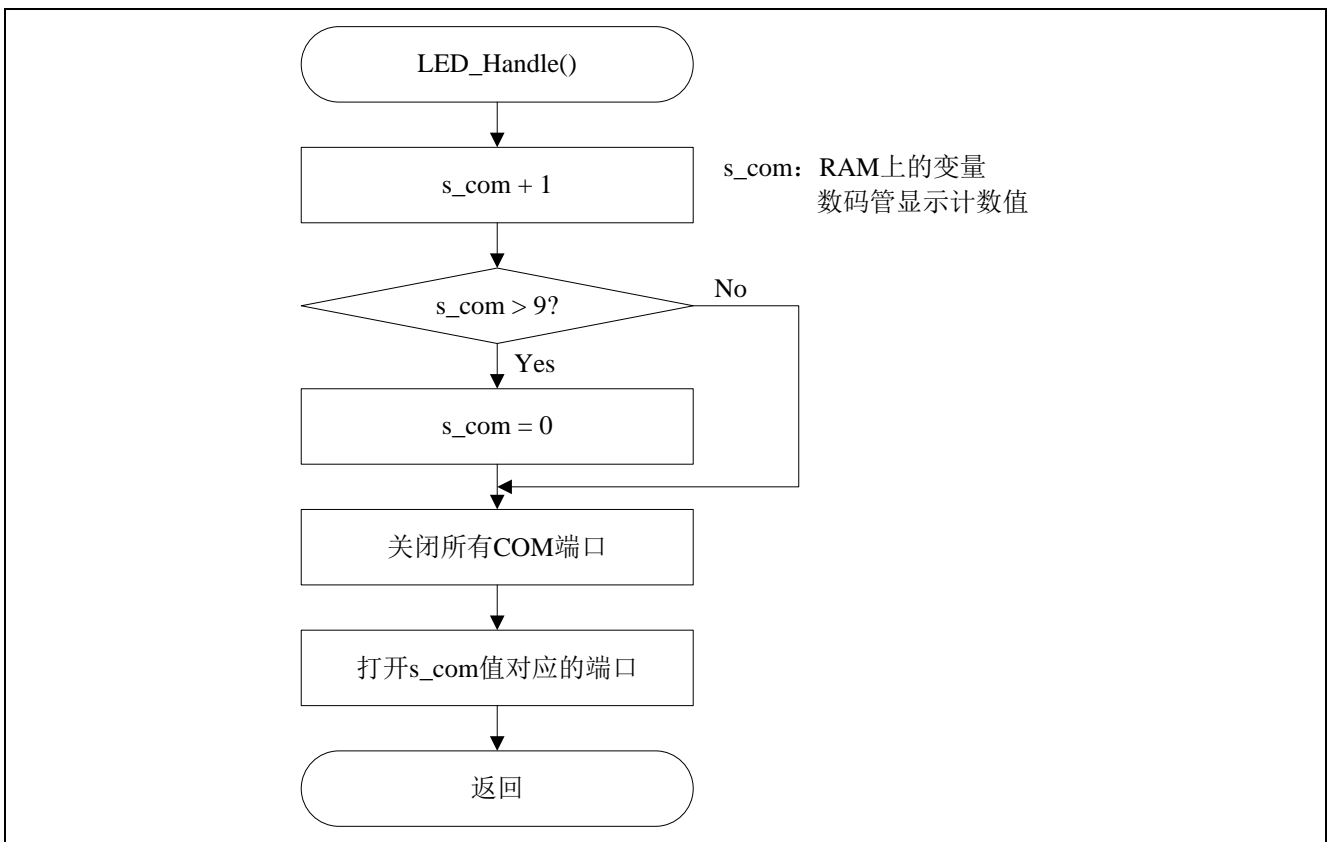 LED_Handle()
s_com + 1
s_com：RAM上的变量
数码管显示计数值
s_com > 9?
No
Yes
s_com = 0
关闭所有COM端口
打开s_com值对应的端口
返回